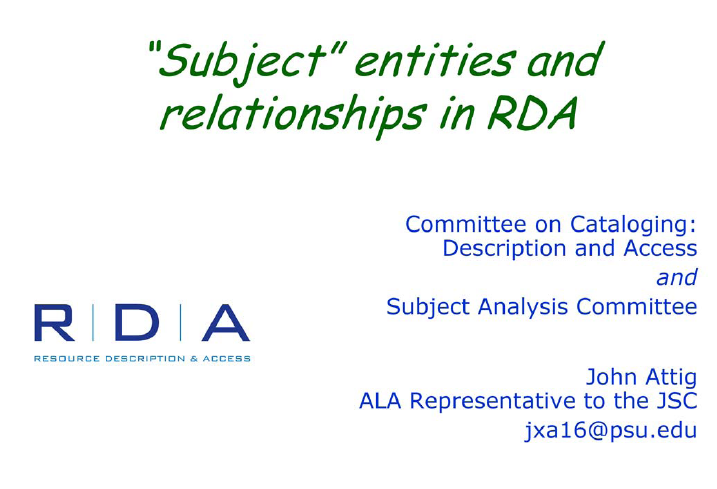 “Subject” entities and
relationships in RDA
Committee on Cataloging:
Description and Access
and
Subject Analysis Committee
R|D|A
RESOURCE DESCRIPTION & ACCESS
John Attig
ALA Representative to the JSC
jxa16@psu.edu